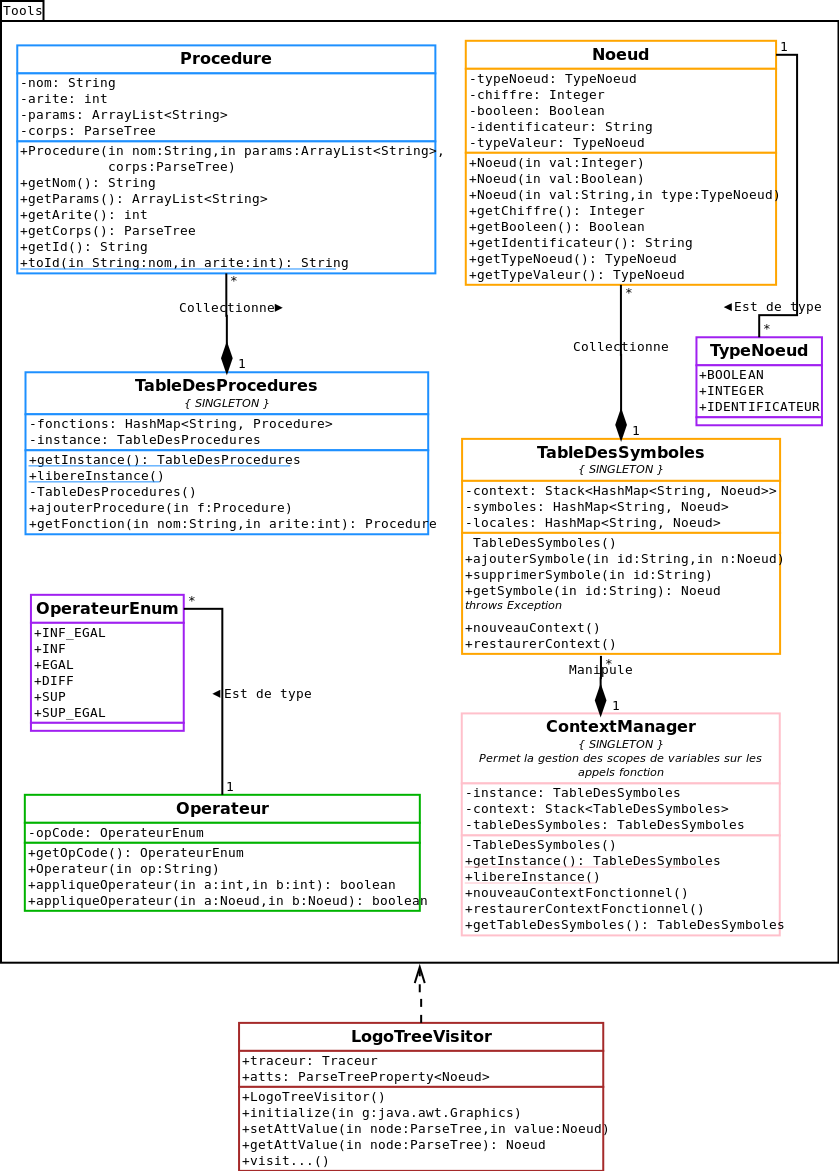 Tools
Procedure
-nom: String
-arite: int
-params: ArrayList<String>
-corps: ParseTree
+Procedure(in nom:String,in params:ArrayList<String>,
corps:ParseTree)
+getNom(): String
+getParams(): ArrayList<String>
+getArite(): int
+getCorps(): ParseTree
+getId(): String
+toId(in String:nom,in arite:int): String
*
Collectionne►
1
TableDesProcedures
{ SINGLETON }
-fonctions: HashMap<String, Procedure>
-instance: TableDesProcedures
+getInstance(): TableDesProcedures
+libereInstance()
-TableDesProcedures()
+ajouterProcedure(in f:Procedure)
+getFonction(in nom:String,in arite:int): Procedure
OperateurEnum
+INF_EGAL
+INF
+EGAL
+DIFF
+SUP
+SUP_EGAL
*
◄Est de type
1
Operateur
-opCode: OperateurEnum
+getOpCode(): OperateurEnum
+Operateur(in op:String)
+appliqueOperateur(in a:int,in b:int): boolean
+appliqueOperateur(in a:Noeud,in b:Noeud): boolean
Noeud
-typeNoeud: TypeNoeud
-chiffre: Integer
-booleen: Boolean
-identificateur: String
-typeValeur: TypeNoeud
+Noeud(in val:Integer)
+Noeud(in val:Boolean)
+Noeud(in val:String,in type:TypeNoeud)
+getChiffre(): Integer
+getBooleen(): Boolean
+getIdentificateur(): String
+getTypeNoeud(): TypeNoeud
+getTypeValeur(): TypeNoeud
1
◄Est de type
*
TypeNoeud
+BOOLEAN
+INTEGER
+IDENTIFICATEUR
*
Collectionne
1
TableDesSymboles
{ SINGLETON }
-context: Stack<HashMap<String, Noeud>>
-symboles: HashMap<String, Noeud>
-locales: HashMap<String, Noeud>
TableDesSymboles()
+ajouterSymbole(in id:String,in n:Noeud)
+supprimerSymbole(in id:String)
+getSymbole(in id:String): Noeud
throws Exception
+nouveauContext()
+restaurerContext()
*
Manipule
1
ContextManager
{ SINGLETON }
Permet la gestion des scopes de variables sur les
appels fonction
-instance: TableDesSymboles
-context: Stack<TableDesSymboles>
-tableDesSymboles: TableDesSymboles
-TableDesSymboles()
+getInstance(): TableDesSymboles
+libereInstance()
+nouveauContextFonctionnel()
+restaurerContextFonctionnel()
+getTableDesSymboles(): TableDesSymboles
LogoTreeVisitor
+traceur: Traceur
+atts: ParseTreeProperty<Noeud>
+LogoTreeVisitor()
+initialize(in g:java.awt.Graphics)
+setAttValue(in node:ParseTree,in value:Noeud)
+getAttValue(in node:ParseTree): Noeud
+visit...()